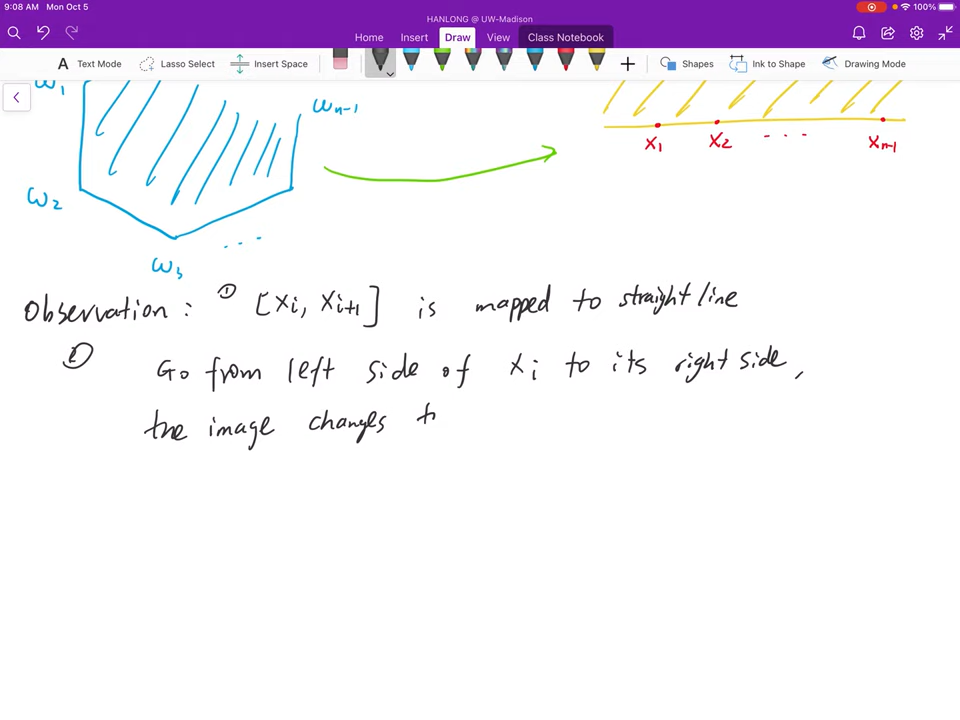 9:08 AM Mon Oct 5
100%
HANLONG @ UW-Madison
Home Insert Draw View Class Notebook
Text Mode Lasso Select Insert Space Shapes Ink to Shape Drawing Mode
ω1
ωn-1
x1 x2 ... xn-1
ω2
...
ω3
Observation : ① [xi, xi+1] is mapped to straight line
②
Go from left side of xi to its right side,
the image changes t